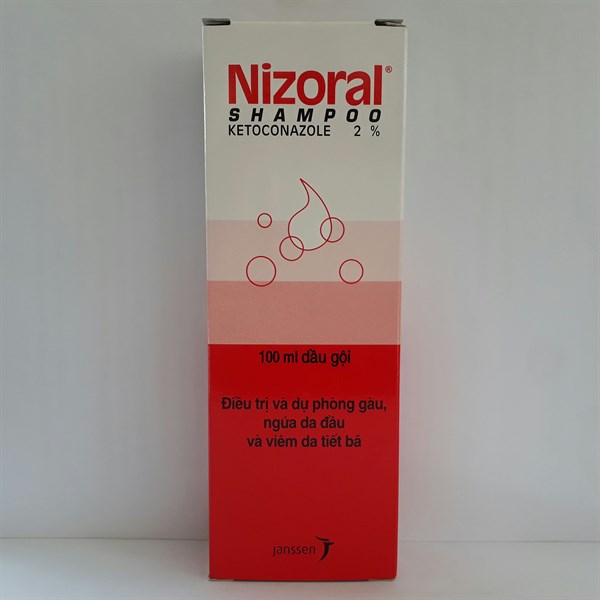 Nizoral®
SHAMPOO
KETOCONAZOLE 2 %
100 ml dầu gội
Điều trị và dự phòng gàu,
ngứa da đầu
và viêm da tiết bã
janssen